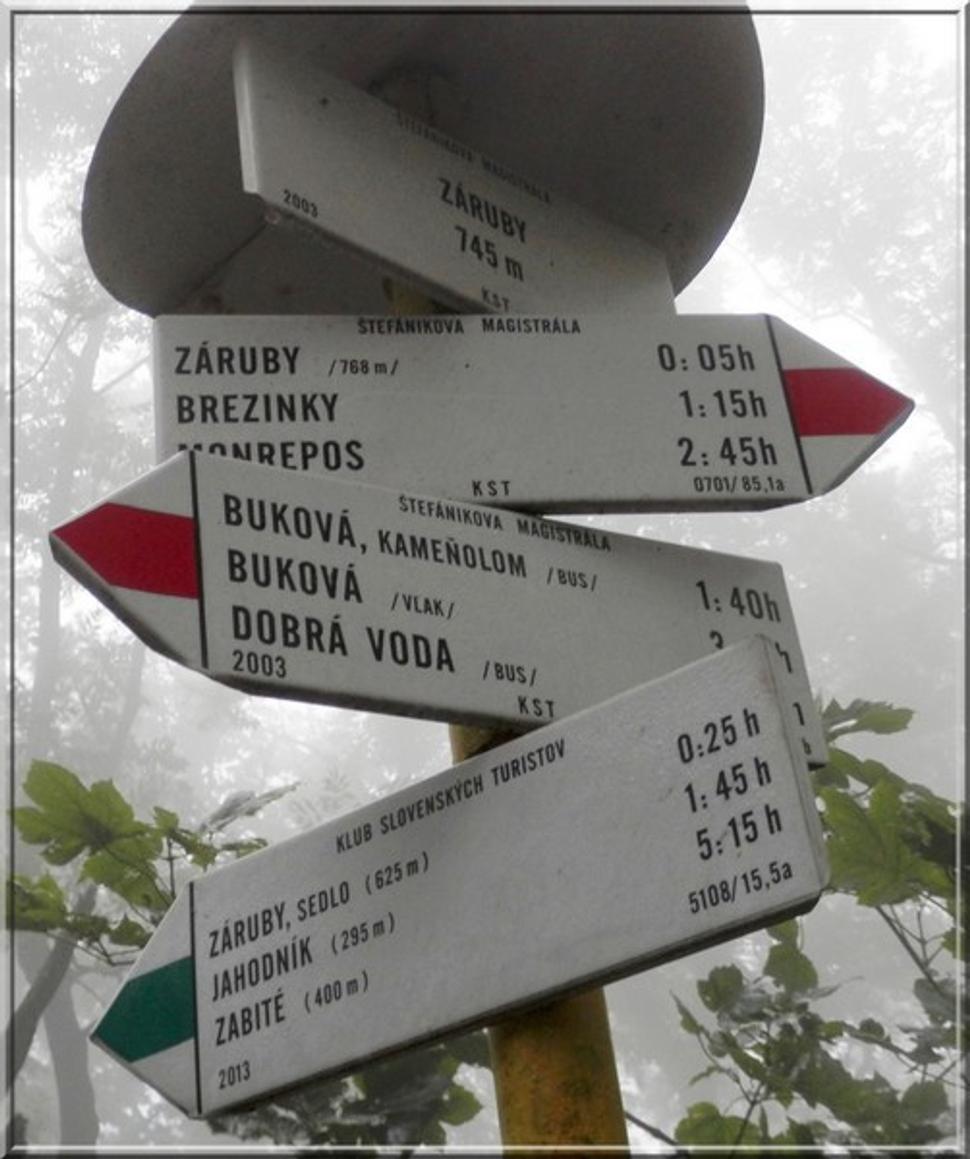 ŠTEFÁNIKOVA MAGISTRÁLA
ZÁRUBY
745 m
2003
KST
ŠTEFÁNIKOVA MAGISTRÁLA
ZÁRUBY /768 m/ 0:05h
BREZINKY 1:15h
MONREPOS 2:45h
KST 0701/85,1a
ŠTEFÁNIKOVA MAGISTRÁLA
BUKOVÁ, KAMEŇOLOM /BUS/ 1:40h
BUKOVÁ /VLAK/
DOBRÁ VODA /BUS/
2003
KST
KLUB SLOVENSKÝCH TURISTOV
ZÁRUBY, SEDLO (625 m) 0:25 h
JAHODNÍK (295 m) 1:45 h
ZABITÉ (400 m) 5:15 h
2013 5108/15,5a